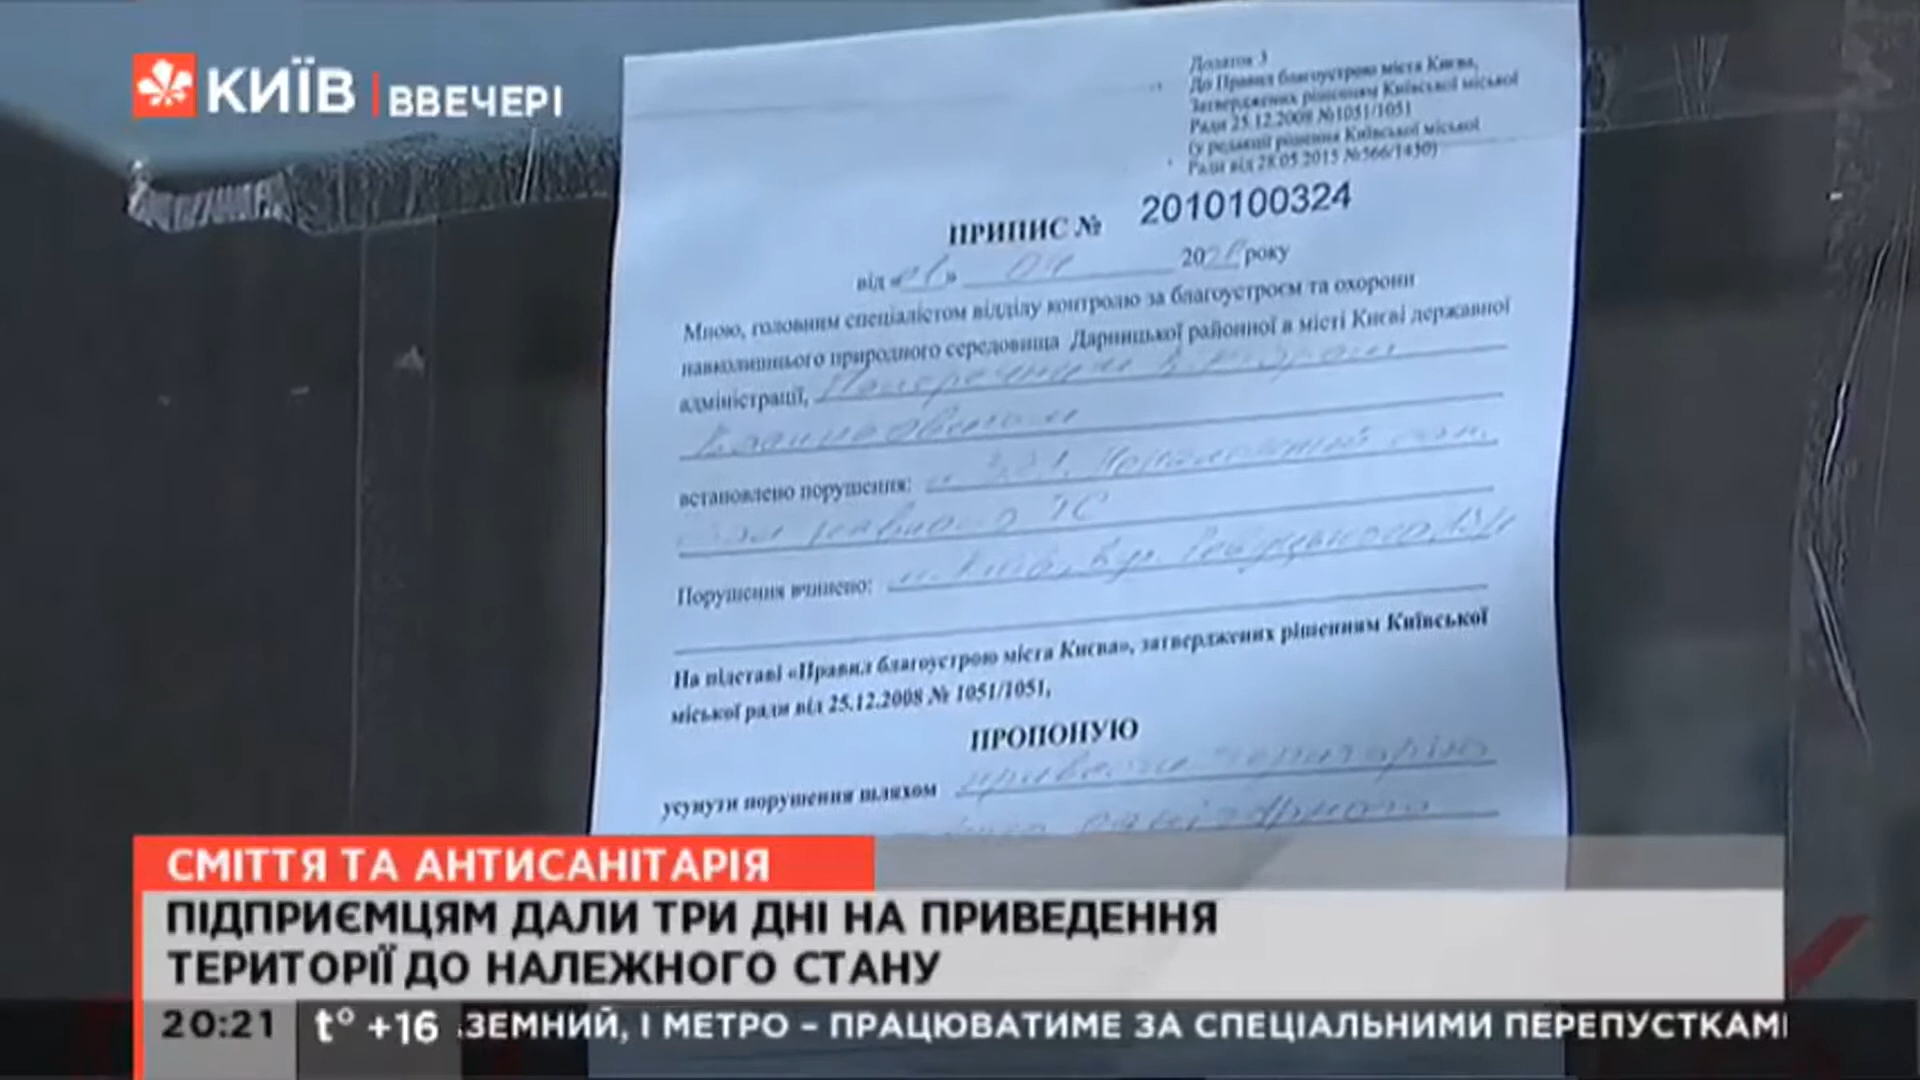 КИЇВ ВВЕЧЕРІ
Додаток 3
До Правил благоустрою міста Києва,
Затверджених рішенням Київської міської
Ради 25.12.2008 №1051/1051
(у редакції рішення Київської міської
Ради від 28.05.2015 №566/1430)
ПРИПИС № 2010100324
від « » 04 20 року
Мною, головним спеціалістом відділу контролю за благоустроєм та охорони
навколишнього природного середовища Дарницької районної в місті Києві державної
адміністрації,
встановлено порушення:
Порушення вчинено: м. Київ,
На підставі «Правил благоустрою міста Києва», затверджених рішенням Київської
міської ради від 25.12.2008 № 1051/1051,
ПРОПОНУЮ
усунути порушення шляхом привести територію
СМІТТЯ ТА АНТИСАНІТАРІЯ
ПІДПРИЄМЦЯМ ДАЛИ ТРИ ДНІ НА ПРИВЕДЕННЯ
ТЕРИТОРІЇ ДО НАЛЕЖНОГО СТАНУ
20:21 t° +16 ЗЕМНИЙ, І МЕТРО – ПРАЦЮВАТИМЕ ЗА СПЕЦІАЛЬНИМИ ПЕРЕПУСТКАМИ